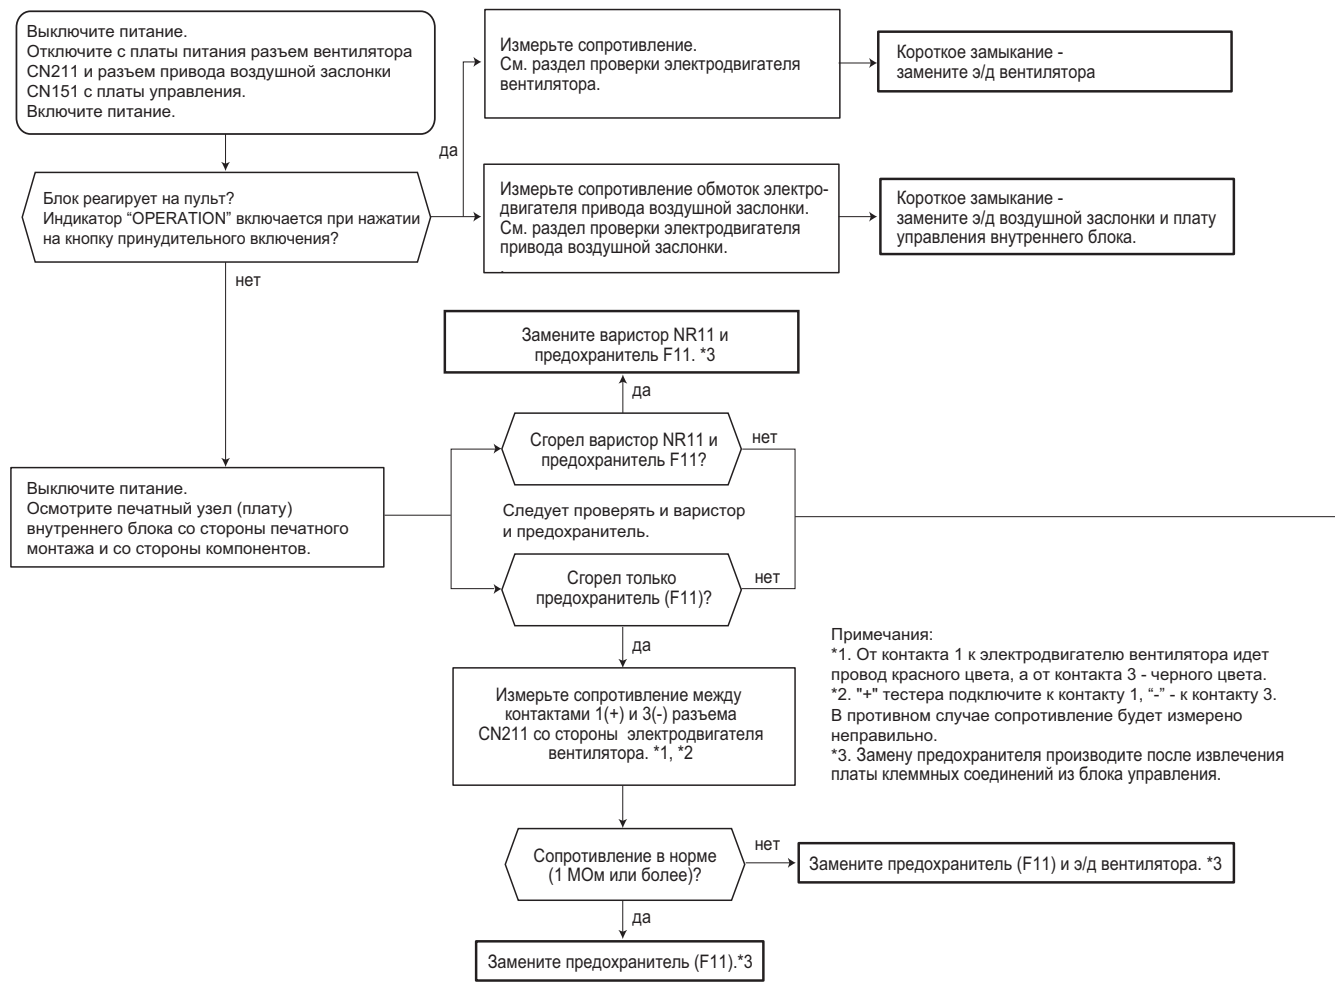 Выключите питание.
Отключите с платы питания разъем вентилятора
CN211 и разъем привода воздушной заслонки
CN151 с платы управления.
Включите питание.
Измерьте сопротивление.
См. раздел проверки электродвигателя
вентилятора.
Короткое замыкание -
замените э/д вентилятора
да
Блок реагирует на пульт?
Индикатор “OPERATION” включается при нажатии
на кнопку принудительного включения?
Измерьте сопротивление обмоток электро-
двигателя привода воздушной заслонки.
См. раздел проверки электродвигателя
привода воздушной заслонки.
.
Короткое замыкание -
замените э/д воздушной заслонки и плату
управления внутреннего блока.
нет
Замените варистор NR11 и
предохранитель F11. *3
да
Сгорел варистор NR11 и
предохранитель F11?
нет
Выключите питание.
Осмотрите печатный узел (плату)
внутреннего блока со стороны печатного
монтажа и со стороны компонентов.
Следует проверять и варистор
и предохранитель.
Сгорел только
предохранитель (F11)?
нет
да
Измерьте сопротивление между
контактами 1(+) и 3(-) разъема
CN211 со стороны электродвигателя
вентилятора. *1, *2
Примечания:
*1. От контакта 1 к электродвигателю вентилятора идет
провод красного цвета, а от контакта 3 - черного цвета.
*2. "+" тестера подключите к контакту 1, “-” - к контакту 3.
В противном случае сопротивление будет измерено
неправильно.
*3. Замену предохранителя производите после извлечения
платы клеммных соединений из блока управления.
Сопротивление в норме
(1 МОм или более)?
нет
Замените предохранитель (F11) и э/д вентилятора. *3
да
Замените предохранитель (F11).*3